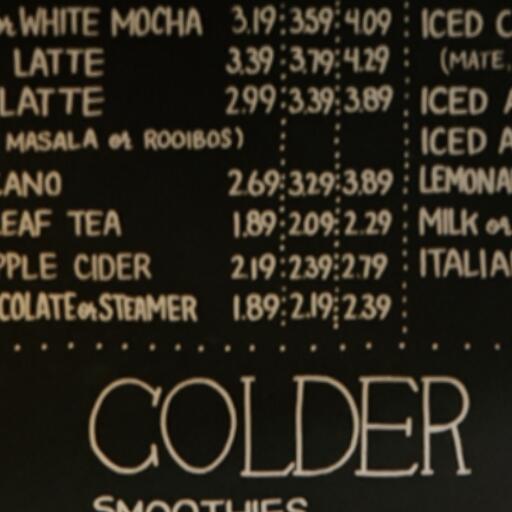 or WHITE MOCHA 3.19 3.59 4.09 ICED
LATTE 3.39 3.79 4.29 (MATE,
LATTE 2.99 3.39 3.89 ICED
MASALA or ROOIBOS) ICED
CANO 2.69 3.29 3.89 LEMONA
LEAF TEA 1.89 2.09 2.29 MILK or
PPLE CIDER 2.19 2.39 2.79 ITALIA
COLATE or STEAMER 1.89 2.19 2.39
COLDER
SMOOTHIES